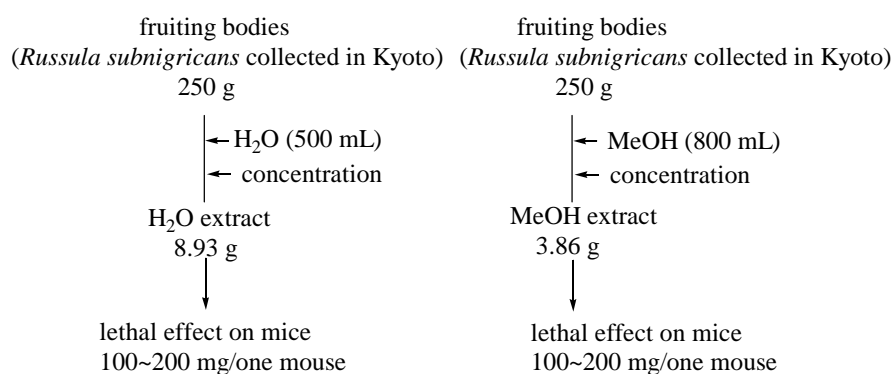 fruiting bodies
(Russula subnigricans collected in Kyoto)
250 g
H₂O (500 mL)
concentration
H₂O extract
8.93 g
lethal effect on mice
100~200 mg/one mouse
fruiting bodies
(Russula subnigricans collected in Kyoto)
250 g
MeOH (800 mL)
concentration
MeOH extract
3.86 g
lethal effect on mice
100~200 mg/one mouse